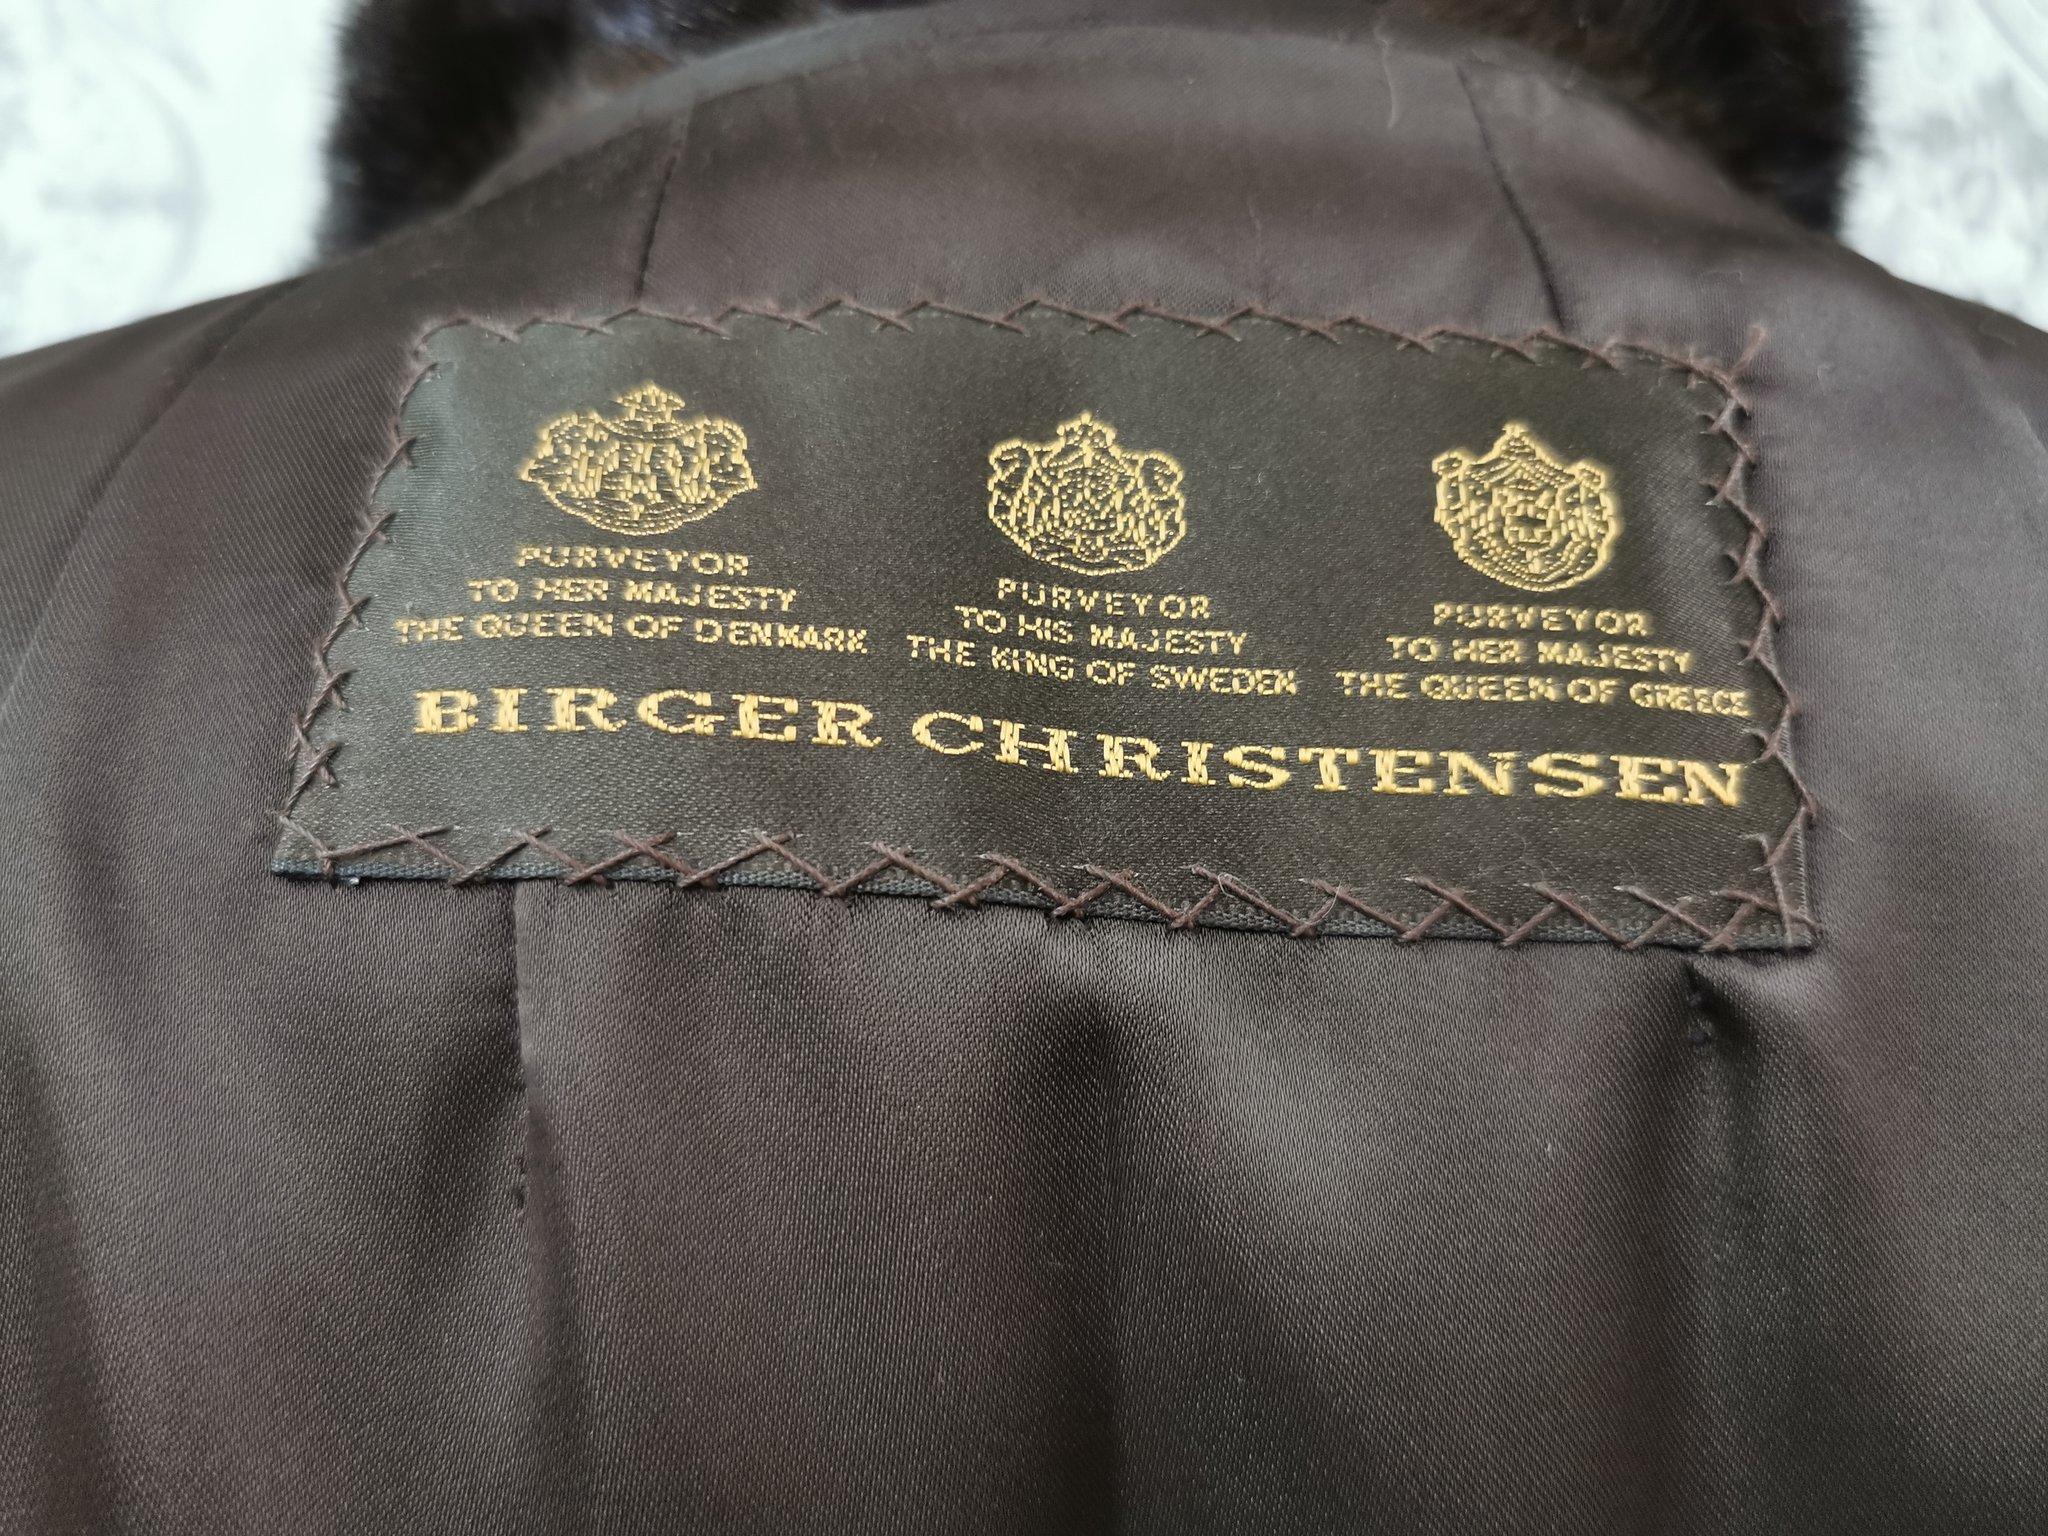 PURVEYOR
TO HER MAJESTY
THE QUEEN OF DENMARK
PURVEYOR
TO HIS MAJESTY
THE KING OF SWEDEN
PURVEYOR
TO HER MAJESTY
THE QUEEN OF GREECE
BIRGER CHRISTENSEN